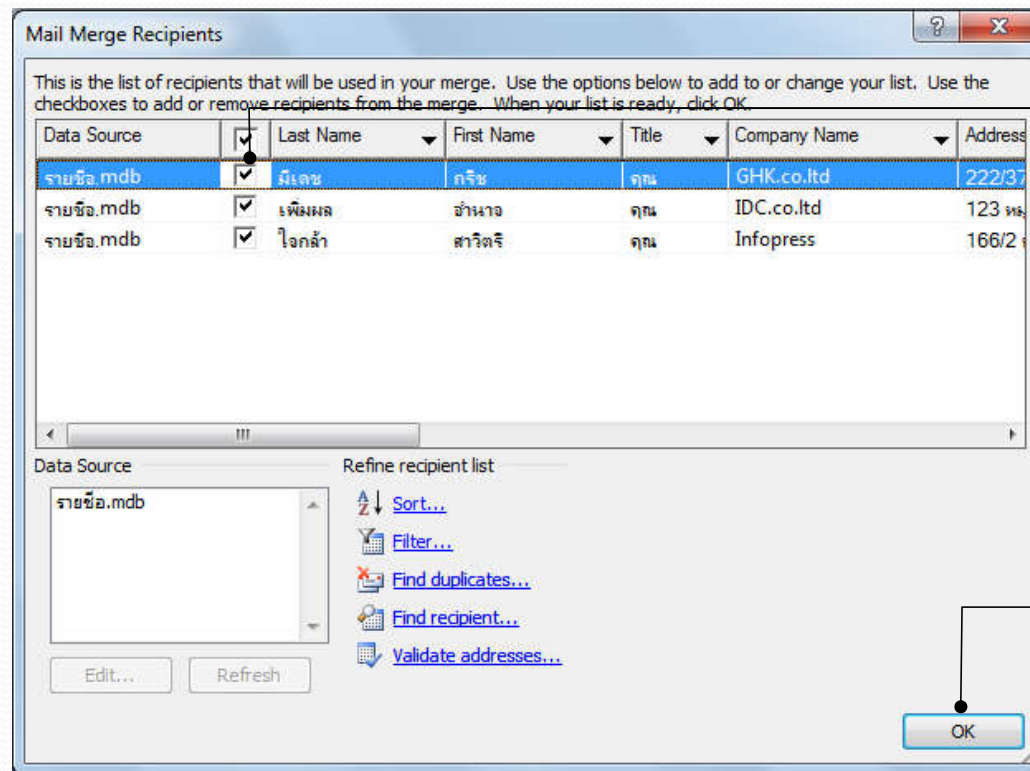 Mail Merge Recipients
This is the list of recipients that will be used in your merge. Use the options below to add to or change your list. Use the
checkboxes to add or remove recipients from the merge. When your list is ready, click OK.
Data Source Last Name First Name Title Company Name Address
รายชื่อ.mdb มีเดช กริช คุณ GHK.co.ltd 222/37
รายชื่อ.mdb เพิ่มผล อำนาจ คุณ IDC.co.ltd 123
รายชื่อ.mdb ใจกล้า สาวิตรี คุณ Infopress 166/2
Data Source Refine recipient list
รายชื่อ.mdb
Sort...
Filter...
Find duplicates...
Find recipient...
Validate addresses...
Edit... Refresh
OK